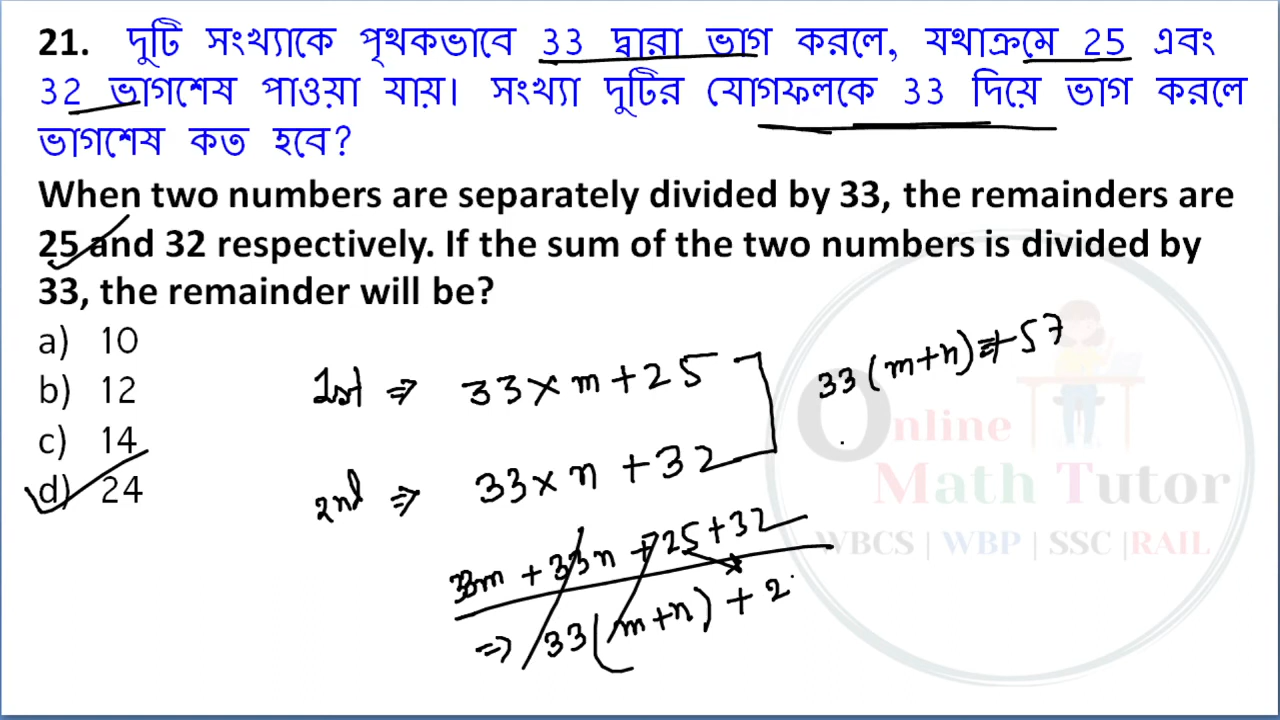 21. দুটি সংখ্যাকে পৃথকভাবে 33 দ্বারা ভাগ করলে, যথাক্রমে 25 এবং
32 ভাগশেষ পাওয়া যায়। সংখ্যা দুটির যোগফলকে 33 দিয়ে ভাগ করলে
ভাগশেষ কত হবে?
When two numbers are separately divided by 33, the remainders are
25 and 32 respectively. If the sum of the two numbers is divided by
33, the remainder will be?
a) 10
b) 12
c) 14
d) 24
1st ⇒ 33 × m + 25
33(m+n) + 57
2nd ⇒ 33 × n + 32
33m + 33n + 25 + 32
⇒ 33(m+n) + 2
Online
Math Tutor
WBCS | WBP | SSC |RAIL